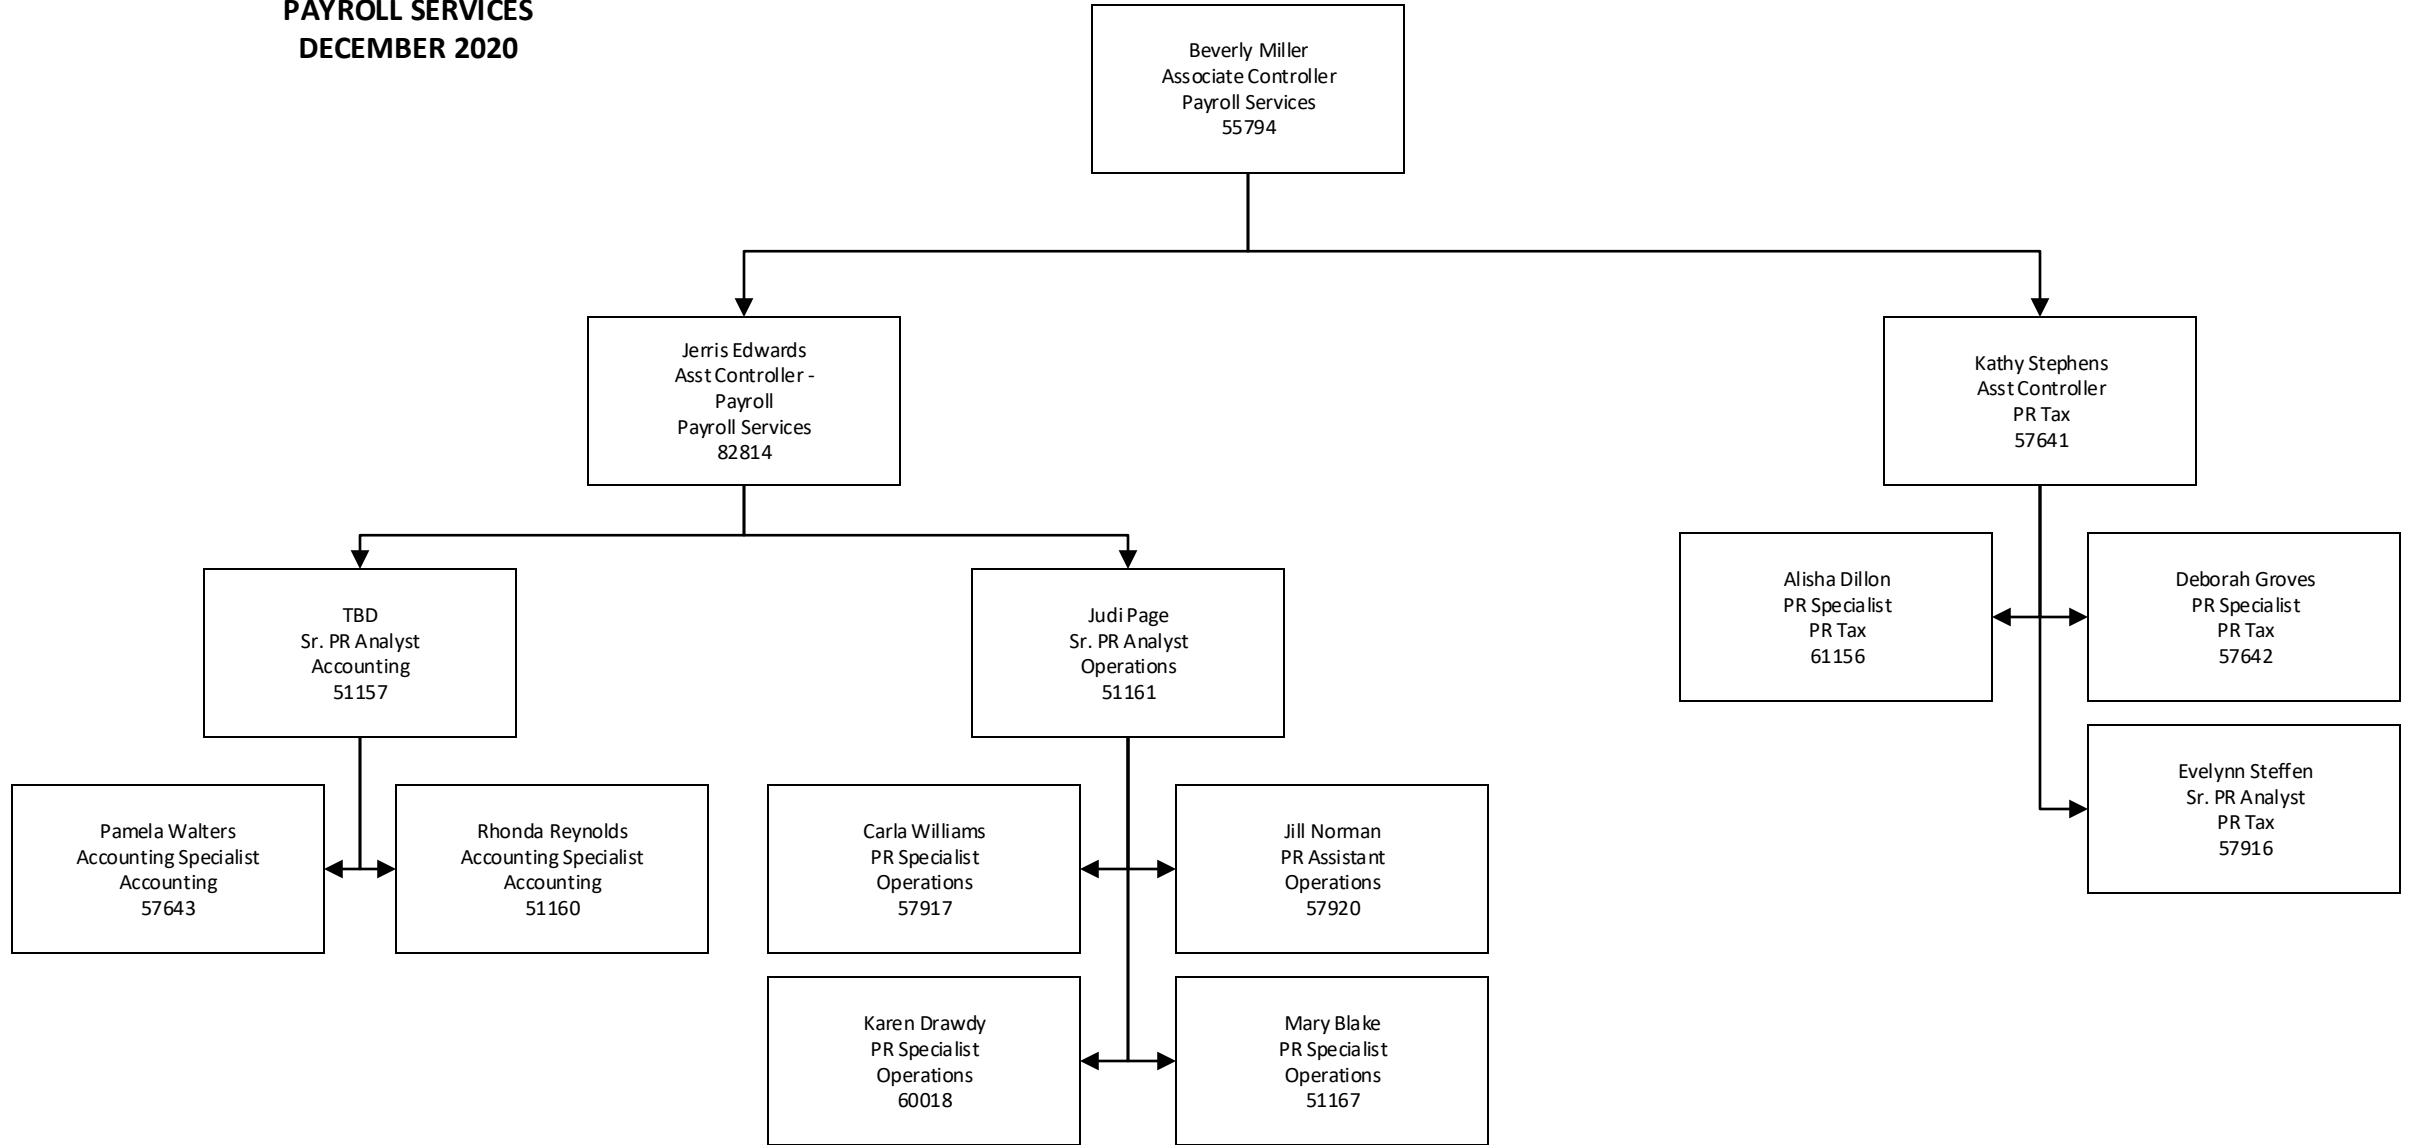 PAYROLL SERVICES
DECEMBER 2020
Beverly Miller
Associate Controller
Payroll Services
55794
Jerris Edwards
Asst Controller -
Payroll
Payroll Services
82814
Kathy Stephens
Asst Controller
PR Tax
57641
TBD
Sr. PR Analyst
Accounting
51157
Judi Page
Sr. PR Analyst
Operations
51161
Alisha Dillon
PR Specialist
PR Tax
61156
Deborah Groves
PR Specialist
PR Tax
57642
Evelynn Steffen
Sr. PR Analyst
PR Tax
57916
Pamela Walters
Accounting Specialist
Accounting
57643
Rhonda Reynolds
Accounting Specialist
Accounting
51160
Carla Williams
PR Specialist
Operations
57917
Jill Norman
PR Assistant
Operations
57920
Karen Drawdy
PR Specialist
Operations
60018
Mary Blake
PR Specialist
Operations
51167